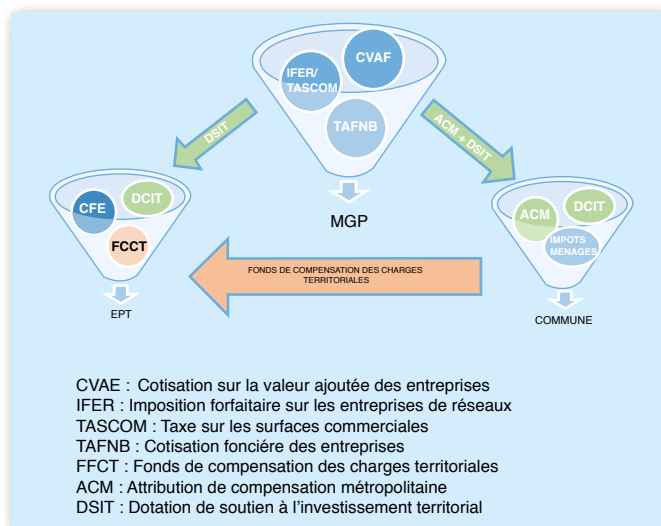 CVAF
IFER/
TASCOM
TAFNB
DSIT
ACM + DSIT
MGP
CFE
DCIT
FCCT
EPT
FONDS DE COMPENSATION DES CHARGES
TERRITORIALES
ACM
DCIT
IMPOTS
MENAGES
COMMUNE
CVAE : Cotisation sur la valeur ajoutée des entreprises
IFER : Imposition forfaitaire sur les entreprises de réseaux
TASCOM : Taxe sur les surfaces commerciales
TAFNB : Cotisation fonciére des entreprises
FFCT : Fonds de compensation des charges territoriales
ACM : Attribution de compensation métropolitaine
DSIT : Dotation de soutien à l'investissement territorial